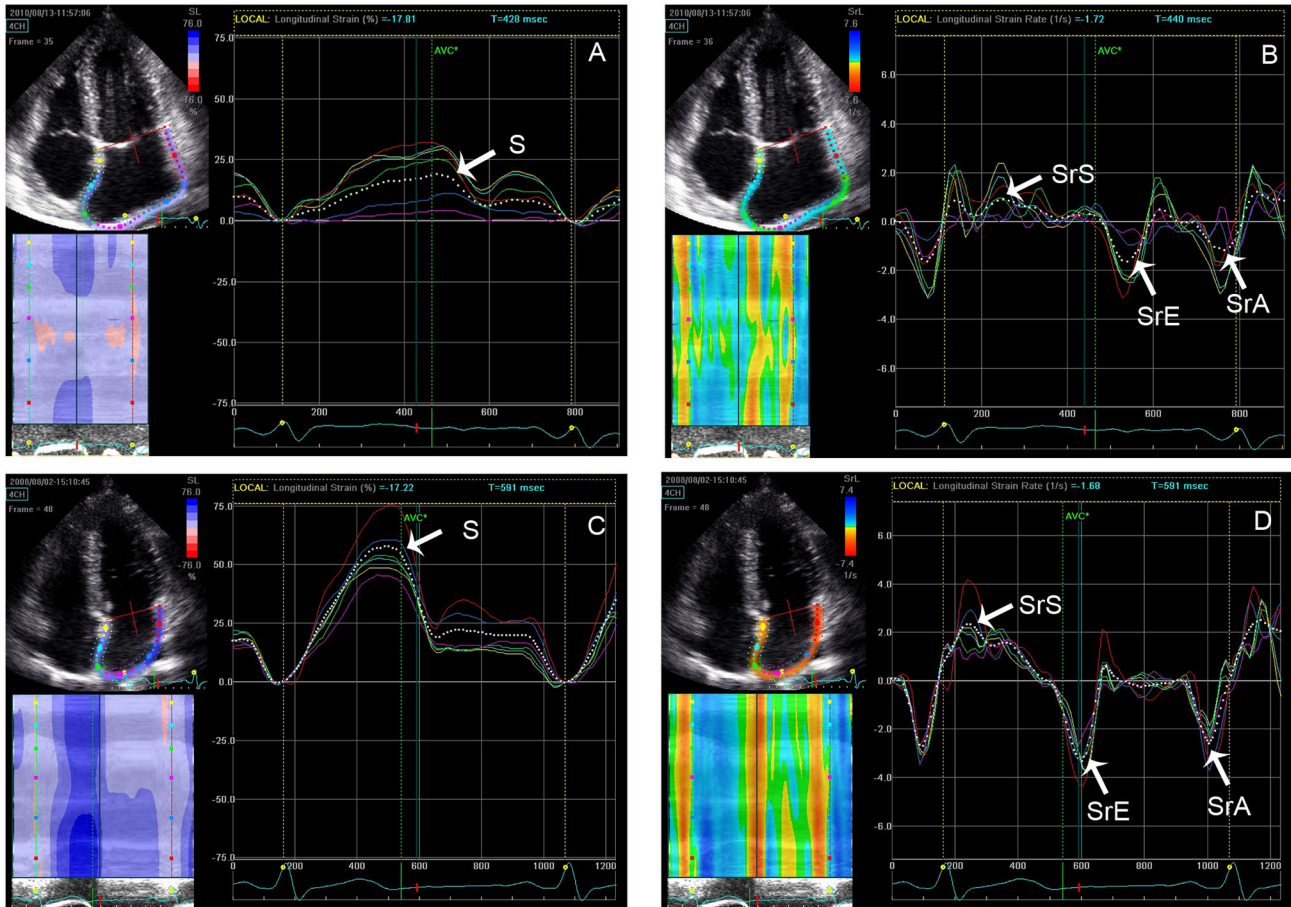 2010/08/13-11:57:06
4CH
Frame = 35
SL
76.0
-76.0
%
LOCAL: Longitudinal Strain (%) =-17.81 T=428 msec
75.0
AVC*
A
50.0
25.0
S
0.0
-25.0
-50.0
-75.0
0 200 400 600 800
2010/08/13-11:57:06
4CH
Frame = 36
SrL
7.6
-7.6
1/s
LOCAL: Longitudinal Strain Rate (1/s) =-1.72 T=440 msec
AVC*
B
6.0
4.0
2.0
SrS
0.0
-2.0
SrE
SrA
-4.0
-6.0
0 200 400 600 800
2008/08/02-15:10:45
4CH
Frame = 48
SL
76.0
-76.0
%
LOCAL: Longitudinal Strain (%) =-17.22 T=591 msec
75.0
AVC*
S
C
50.0
25.0
0.0
-25.0
-50.0
-75.0
0 200 400 600 800 1000 1200
2008/08/02-15:10:45
4CH
Frame = 48
SrL
7.4
-7.4
1/s
LOCAL: Longitudinal Strain Rate (1/s) =-1.68 T=591 msec
AVC*
D
6.0
4.0
SrS
2.0
0.0
-2.0
-4.0
SrE
SrA
-6.0
0 200 400 600 800 1000 1200